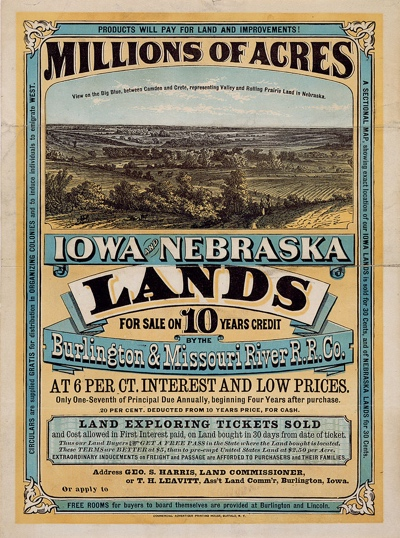 PRODUCTS WILL PAY FOR LAND AND IMPROVEMENTS!
MILLIONS OF ACRES
View on the Big Blue, between Camden and Crete, representing Valley and Rolling Prairie Land in Nebraska.
IOWA AND NEBRASKA
LANDS
FOR SALE ON 10 YEARS CREDIT
BY THE
Burlington & Missouri River R. R. Co.
AT 6 PER CT. INTEREST AND LOW PRICES.
Only One-Seventh of Principal Due Annually, beginning Four Years after purchase.
20 PER CENT. DEDUCTED FROM 10 YEARS PRICE, FOR CASH.
LAND EXPLORING TICKETS SOLD
and Cost allowed in First Interest paid, on Land bought in 30 days from date of ticket.
Thus our Land Buyers GET A FREE PASS in the State where the Land bought is located.
These TERMS are BETTER at $5, than to pre-empt United States Land at $2.50 per Acre.
EXTRAORDINARY INDUCEMENTS on FREIGHT and PASSAGE are AFFORDED TO PURCHASERS and THEIR FAMILIES.
Address GEO. S. HARRIS, LAND COMMISSIONER,
or T. H. LEAVITT, Ass't Land Comm'r, Burlington, Iowa.
Or apply to
FREE ROOMS for buyers to board themselves are provided at Burlington and Lincoln.
CIRCULARS are supplied GRATIS for distribution in ORGANIZING COLONIES and to induce individuals to emigrate WEST.
A SECTIONAL MAP, showing exact location of our IOWA LANDS is sold for 30 Cents, and of NEBRASKA LANDS for 30 Cents.
COMMERCIAL ADVERTISER PRINTING HOUSE, BUFFALO, N. Y.